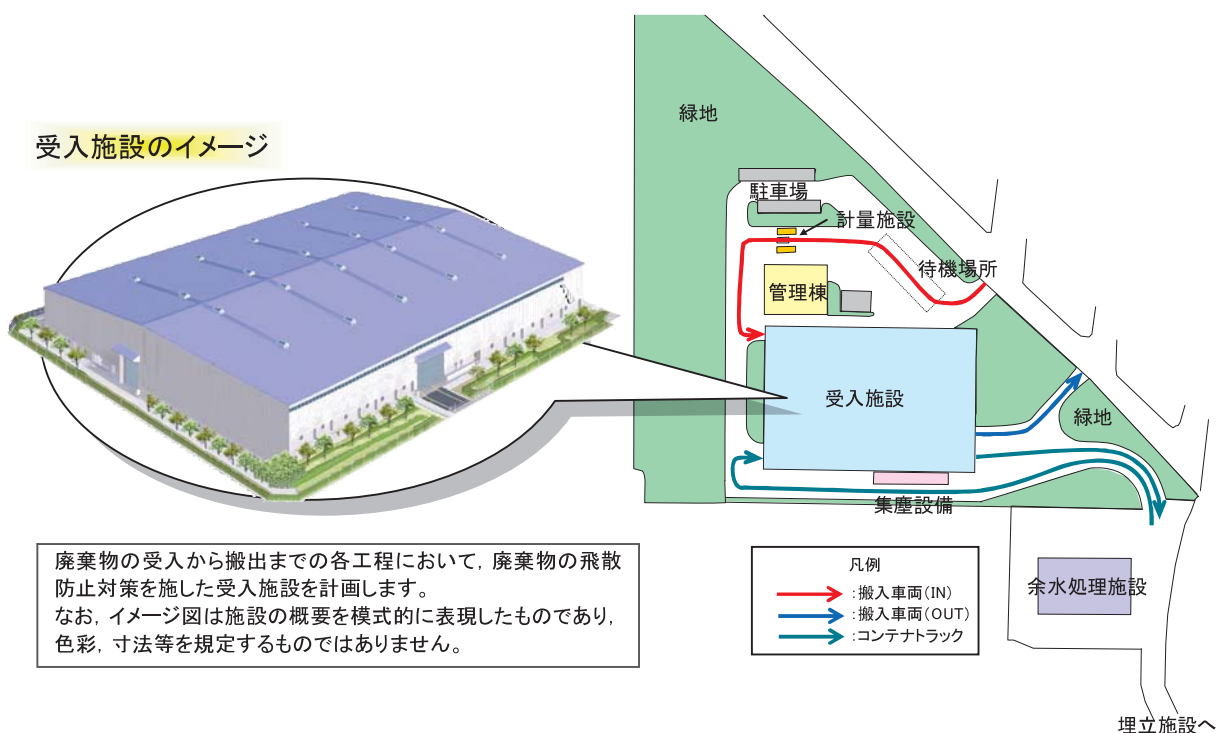 受入施設のイメージ
緑地
駐車場
計量施設
待機場所
管理棟
受入施設
緑地
集塵設備
廃棄物の受入から搬出までの各工程において，廃棄物の飛散
防止対策を施した受入施設を計画します。
なお，イメージ図は施設の概要を模式的に表現したものであり，
色彩，寸法等を規定するものではありません。
凡例
：搬入車両（IN）
：搬入車両（OUT）
：コンテナトラック
余水処理施設
埋立施設へ